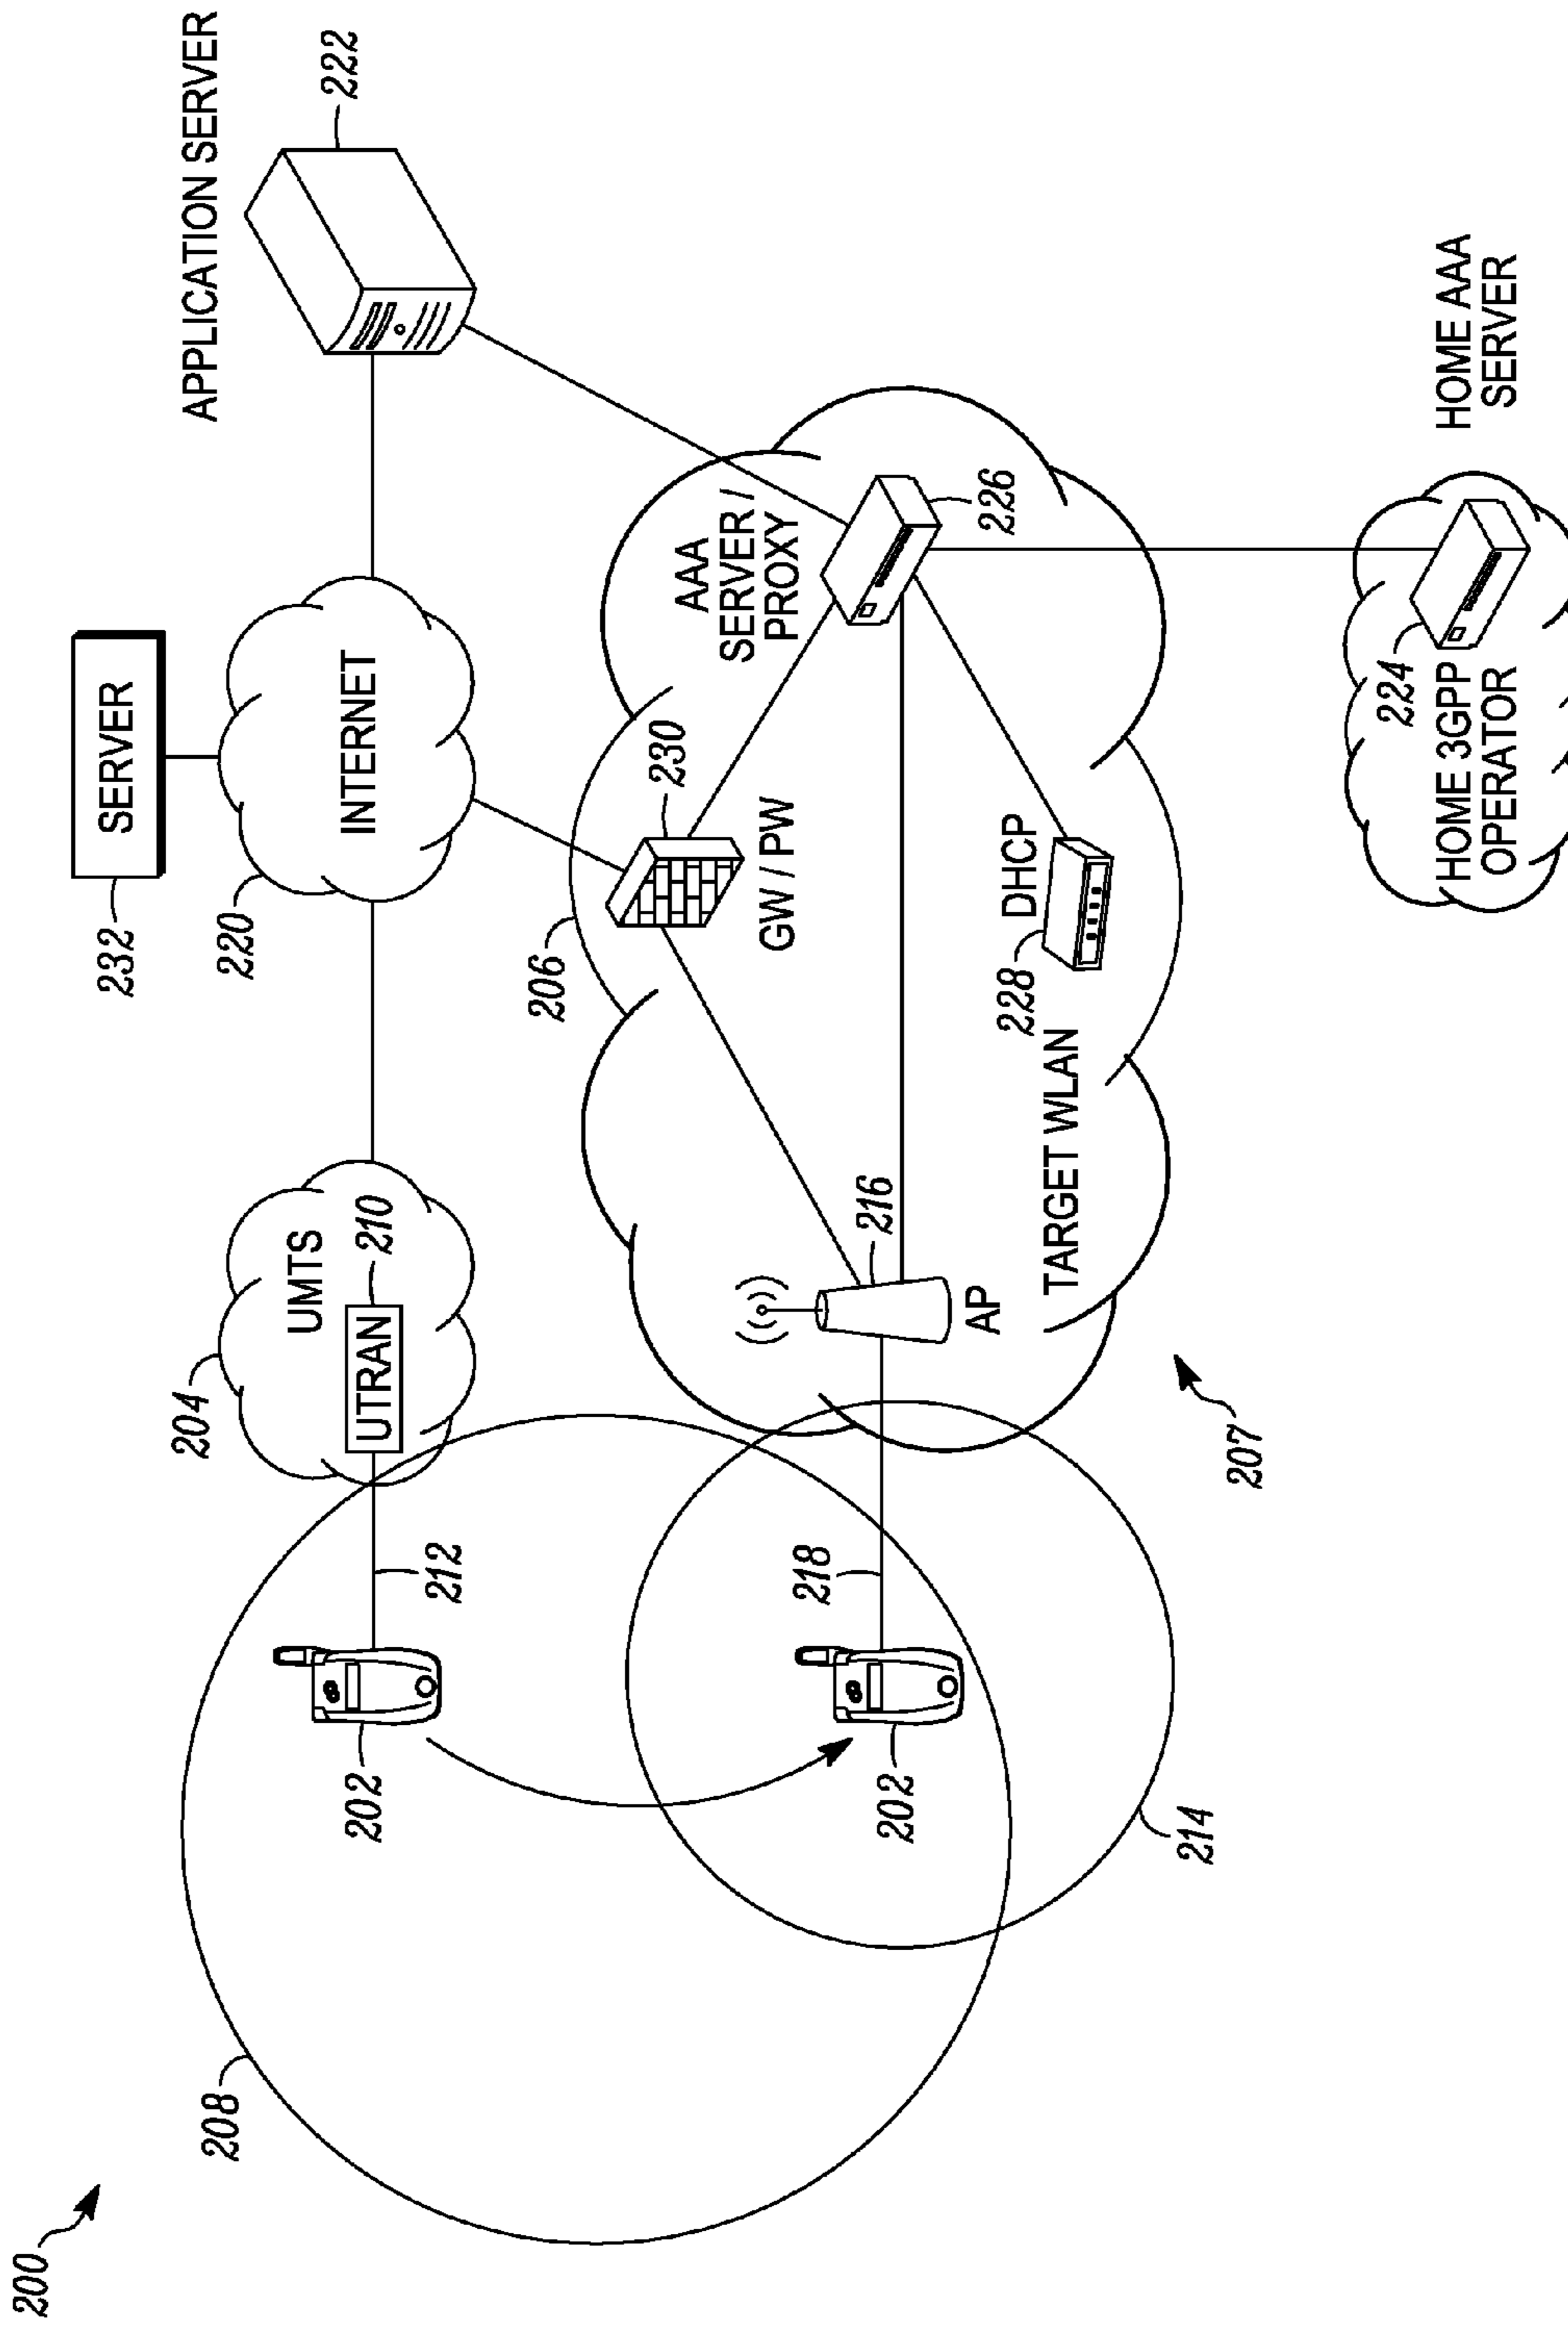 200
208
204
UMTS
UTRAN
210
212
202
232
SERVER
220
INTERNET
APPLICATION SERVER
222
206
230
GW / PW
AAA
SERVER /
PROXY
226
218
202
214
216
AP
TARGET WLAN
207
DHCP
228
224
HOME 3GPP
OPERATOR
HOME AAA
SERVER